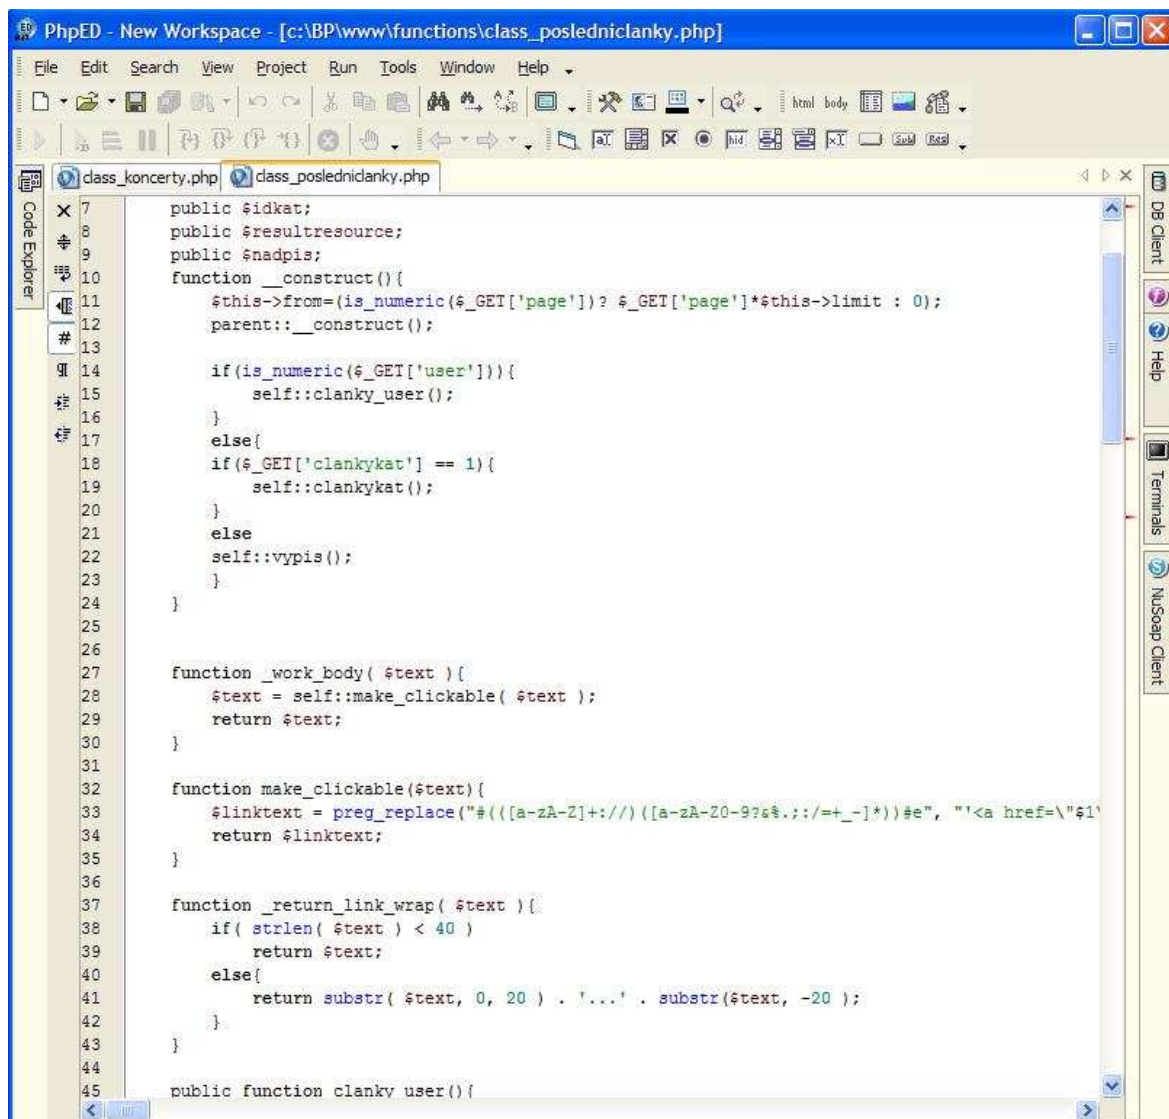 PhpED - New Workspace - [c:\BP\www\functions\class_posledniclanky.php]
File Edit Search View Project Run Tools Window Help
html body
hid
Sub Res
class_koncerty.php class_posledniclanky.php
Code Explorer
DB Client
Help
Terminals
NuSoap Client
7 public $idkat;
8 public $resultresource;
9 public $nadpis;
10 function __construct(){
11 $this->from=(is_numeric($_GET['page'])? $_GET['page']*$this->limit : 0);
12 parent::__construct();
13
14 if(is_numeric($_GET['user'])){
15 self::clanky_user();
16 }
17 else{
18 if($_GET['clankykat'] == 1){
19 self::clankykat();
20 }
21 else
22 self::vypis();
23 }
24 }
25
26
27 function _work_body( $text ){
28 $text = self::make_clickable( $text );
29 return $text;
30 }
31
32 function make_clickable($text){
33 $linktext = preg_replace("#(([a-zA-Z]+://)([a-zA-Z0-9?&%.;:/=+_-]*))#e", "'<a href=\"$1\
34 return $linktext;
35 }
36
37 function _return_link_wrap( $text ){
38 if( strlen( $text ) < 40 )
39 return $text;
40 else{
41 return substr( $text, 0, 20 ) . '...' . substr($text, -20 );
42 }
43 }
44
45 public function clanky_user(){